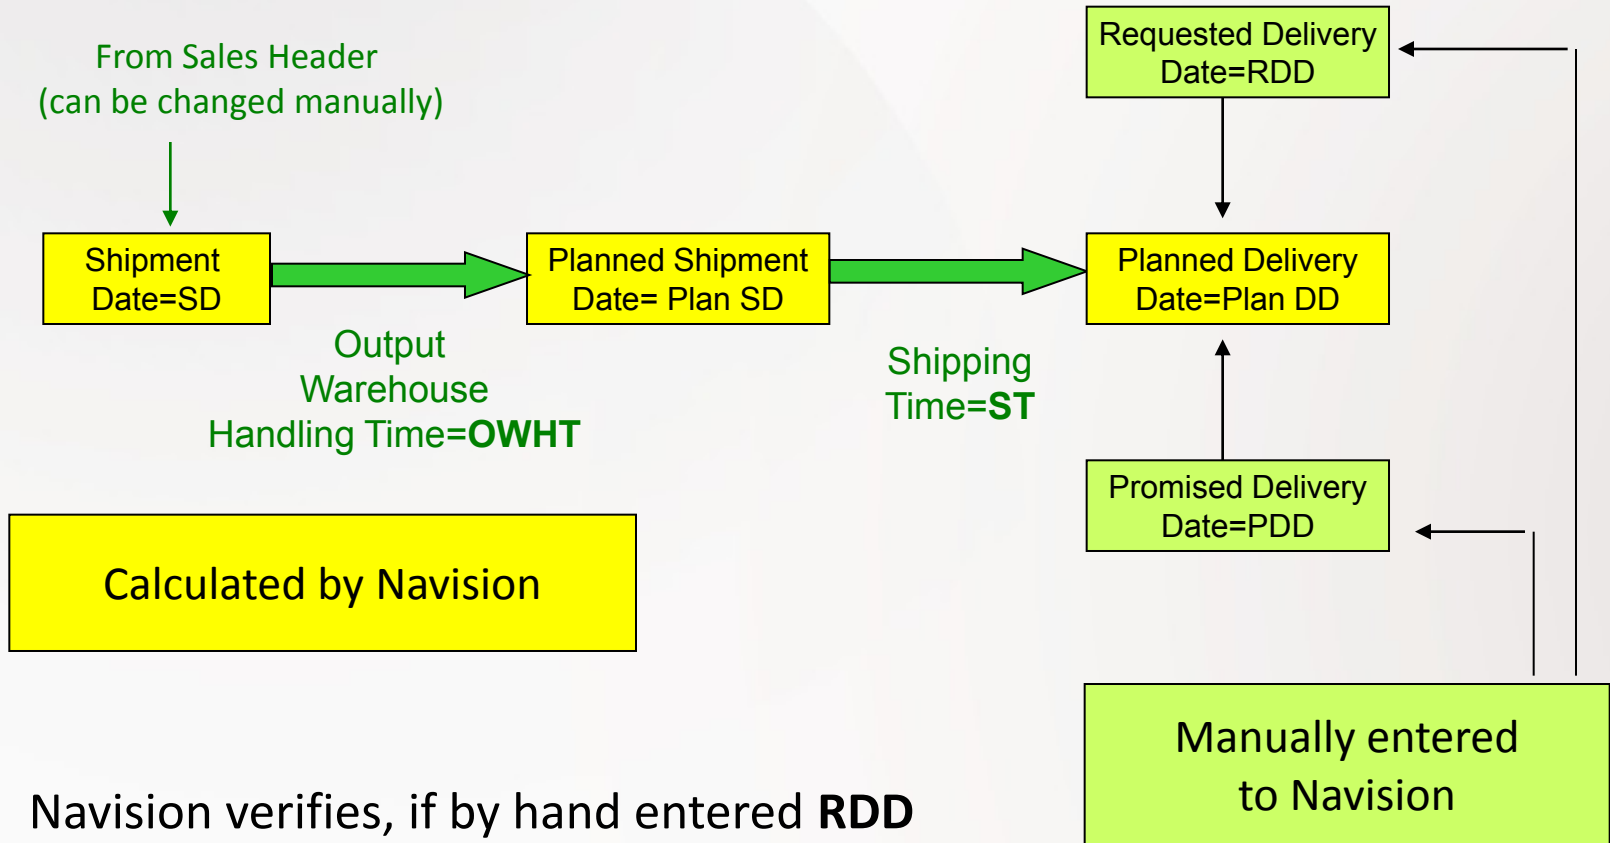 From Sales Header
(can be changed manually)
Requested Delivery
Date=RDD
Shipment
Date=SD
Planned Shipment
Date= Plan SD
Planned Delivery
Date=Plan DD
Output
Warehouse
Handling Time=OWHT
Shipping
Time=ST
Promised Delivery
Date=PDD
Calculated by Navision
Manually entered
to Navision
Navision verifies, if by hand entered RDD